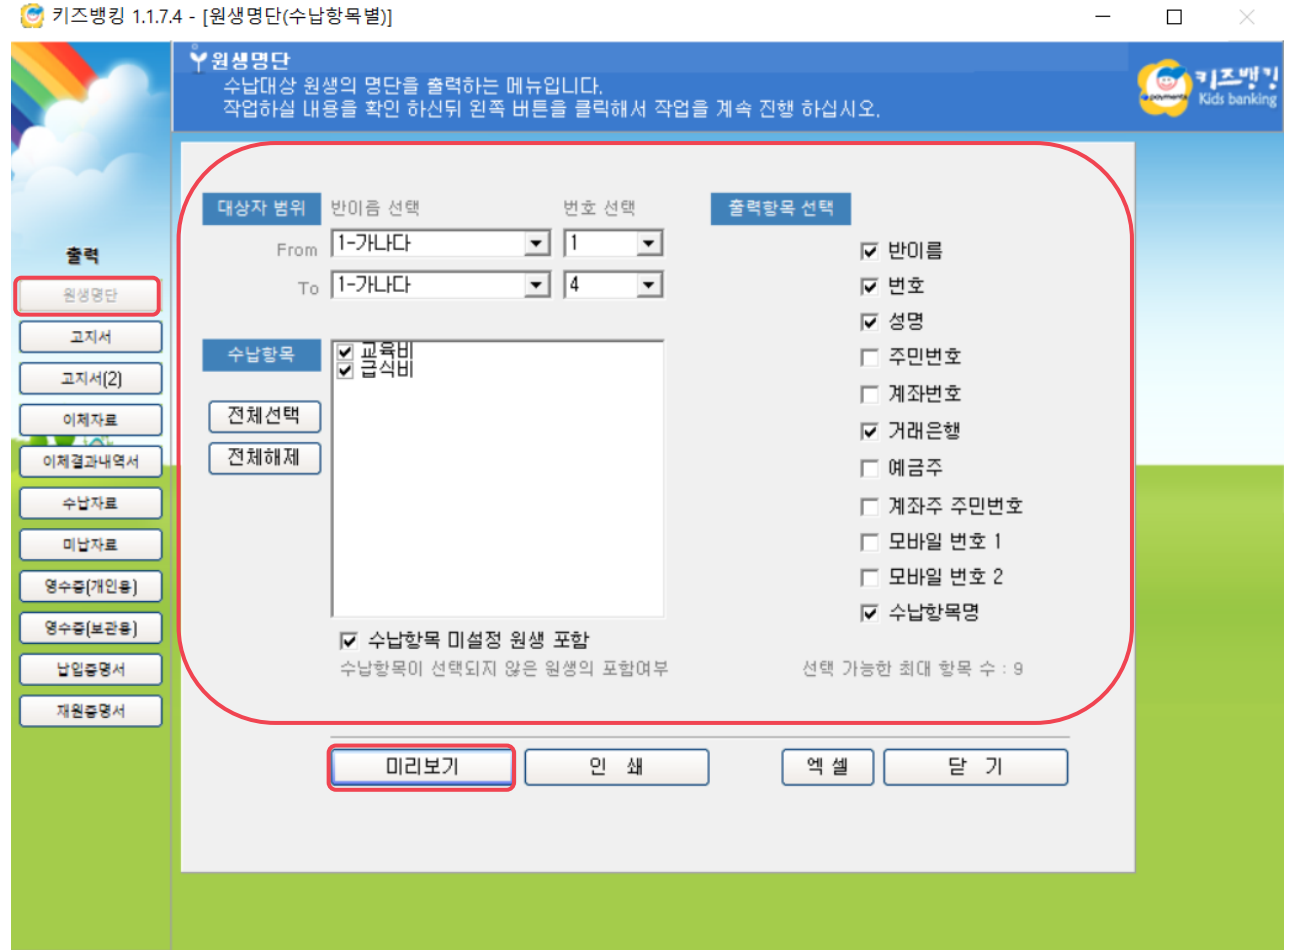 키즈뱅킹 1.1.7.4 - [원생명단(수납항목별)]
원생명단
수납대상 원생의 명단을 출력하는 메뉴입니다.
작업하실 내용을 확인 하신뒤 왼쪽 버튼을 클릭해서 작업을 계속 진행 하십시오.
키즈뱅킹
Kids banking
출력
원생명단
고지서
고지서(2)
이체자료
이체결과내역서
수납자료
미납자료
영수증(개인용)
영수증(보관용)
납입증명서
재원증명서
대상자 범위 반이름 선택 번호 선택
From 1-가나다 1
To 1-가나다 4
수납항목
교육비
급식비
전체선택
전체해제
수납항목 미설정 원생 포함
수납항목이 선택되지 않은 원생의 포함여부
출력항목 선택
반이름
번호
성명
주민번호
계좌번호
거래은행
예금주
계좌주 주민번호
모바일 번호 1
모바일 번호 2
수납항목명
선택 가능한 최대 항목 수 : 9
미리보기 인 쇄 엑 셀 닫 기